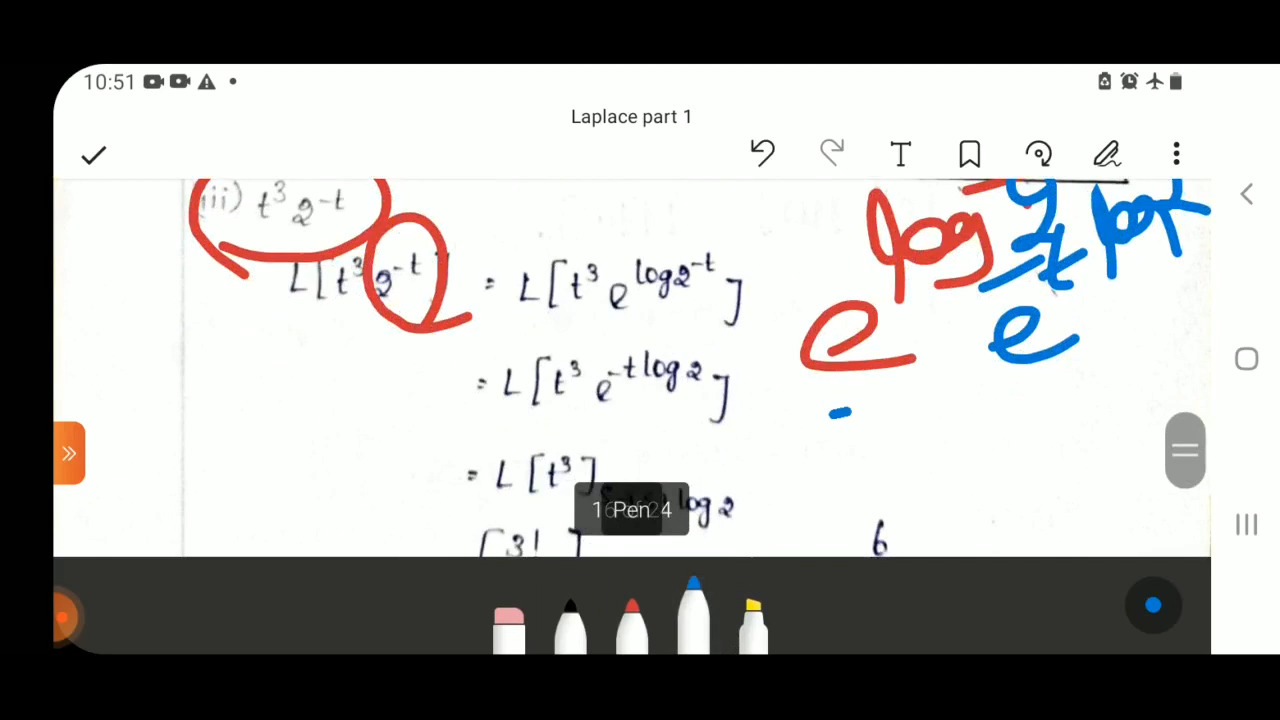 10:51
Laplace part 1
iii) t³ 2⁻ᵗ
L[t³ 2⁻ᵗ] = L[t³ e^{log 2⁻ᵗ}]
= L[t³ e^{-t log 2}]
= L[t³] log 2
Pen
[3!] 6
log
e
e